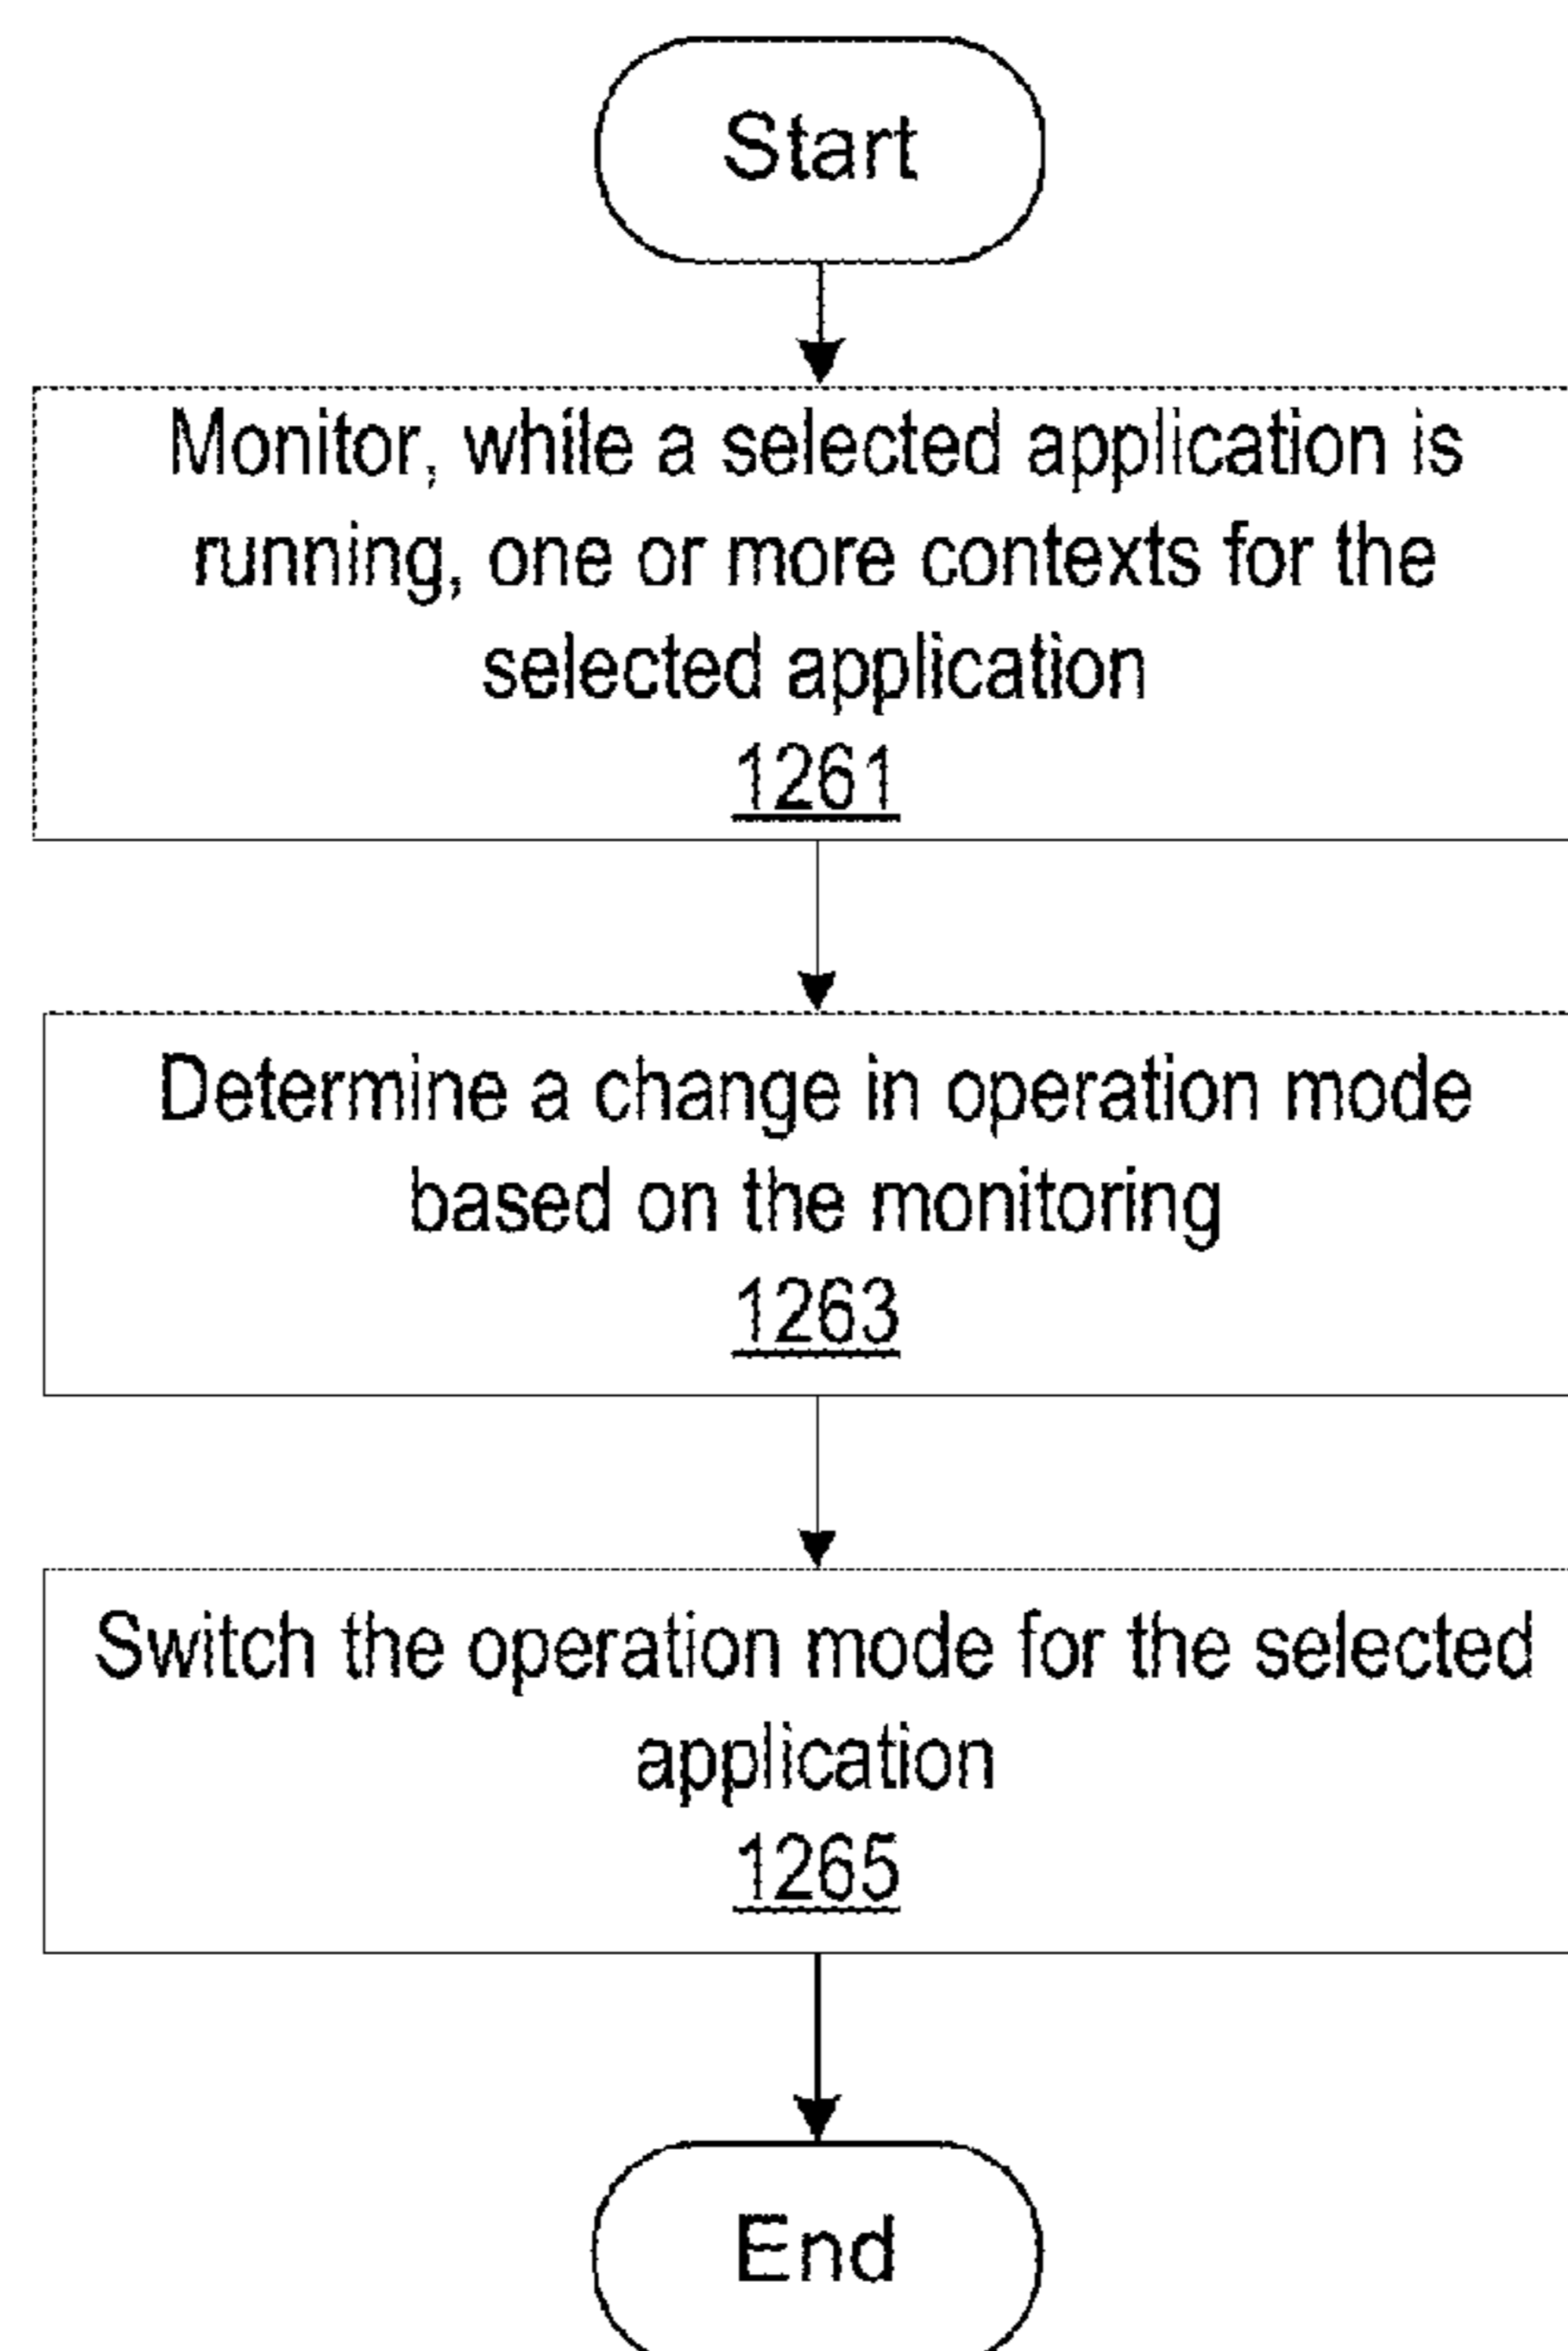 Start
Monitor, while a selected application is
running, one or more contexts for the
selected application
1261
Determine a change in operation mode
based on the monitoring
1263
Switch the operation mode for the selected
application
1265
End